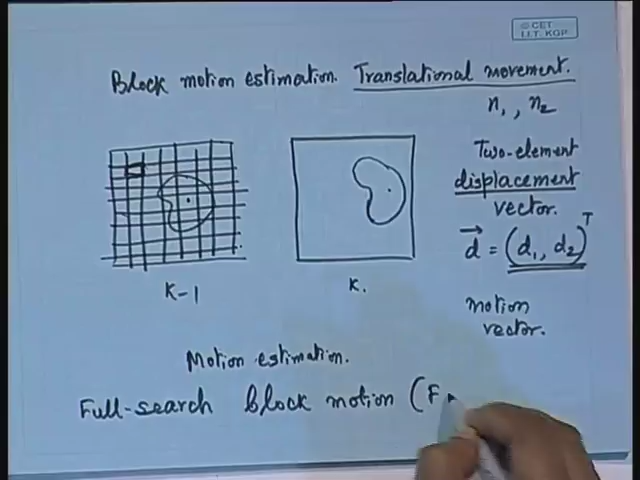 © CET
I.I.T. KGP
Block motion estimation. Translational movement.
n₁, n₂
Two-element
displacement
vector.
d⃗ = (d₁, d₂)ᵀ
K-1
K.
motion
vector.
Motion estimation.
Full-search block motion (F